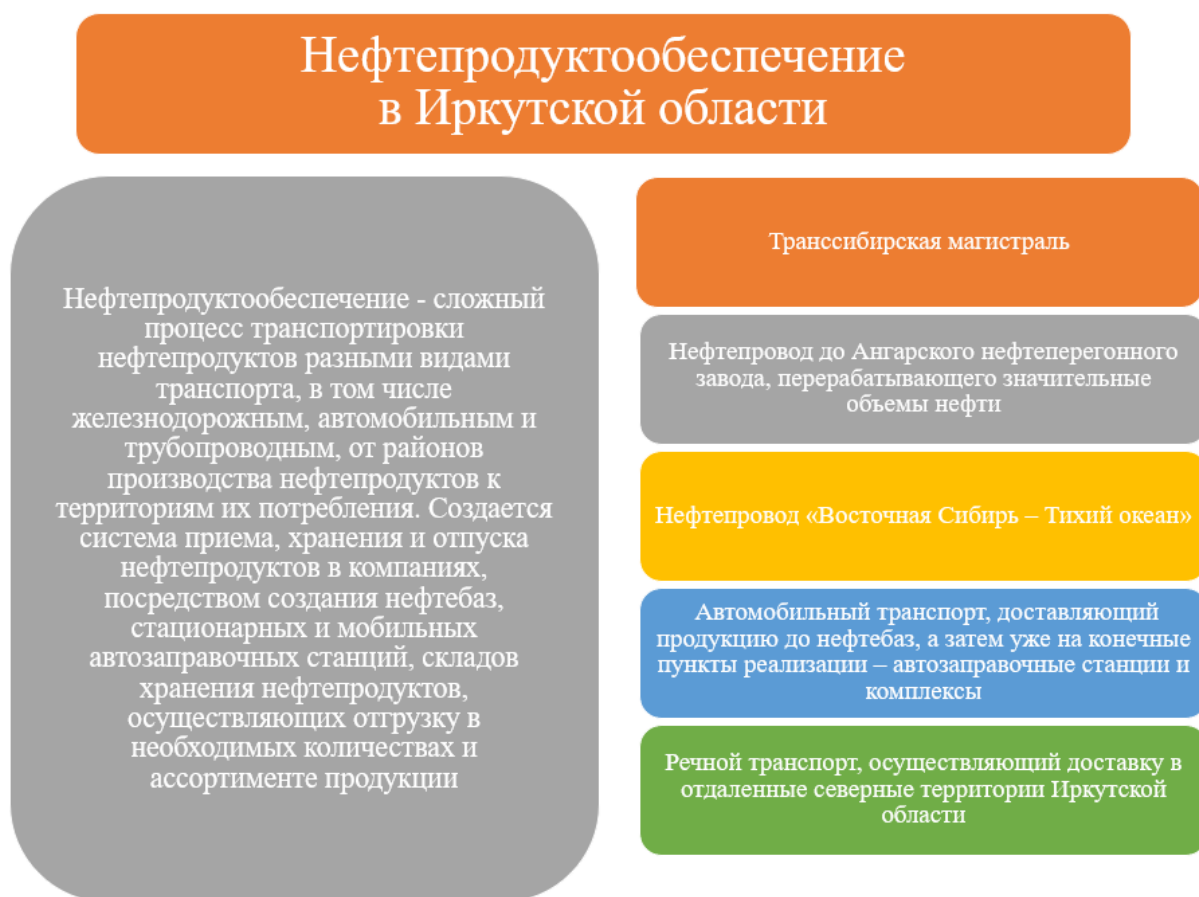 Нефтепродуктообеспечение
в Иркутской области
Нефтепродуктообеспечение - сложный
процесс транспортировки
нефтепродуктов разными видами
транспорта, в том числе
железнодорожным, автомобильным и
трубопроводным, от районов
производства нефтепродуктов к
территориям их потребления. Создается
система приема, хранения и отпуска
нефтепродуктов в компаниях,
посредством создания нефтебаз,
стационарных и мобильных
автозаправочных станций, складов
хранения нефтепродуктов,
осуществляющих отгрузку в
необходимых количествах и
ассортименте продукции
Транссибирская магистраль
Нефтепровод до Ангарского нефтеперегонного
завода, перерабатывающего значительные
объемы нефти
Нефтепровод «Восточная Сибирь – Тихий океан»
Автомобильный транспорт, доставляющий
продукцию до нефтебаз, а затем уже на конечные
пункты реализации – автозаправочные станции и
комплексы
Речной транспорт, осуществляющий доставку в
отдаленные северные территории Иркутской
области